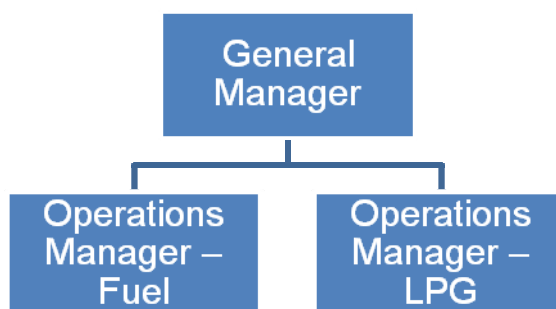 General
Manager
Operations
Manager –
Fuel
Operations
Manager –
LPG